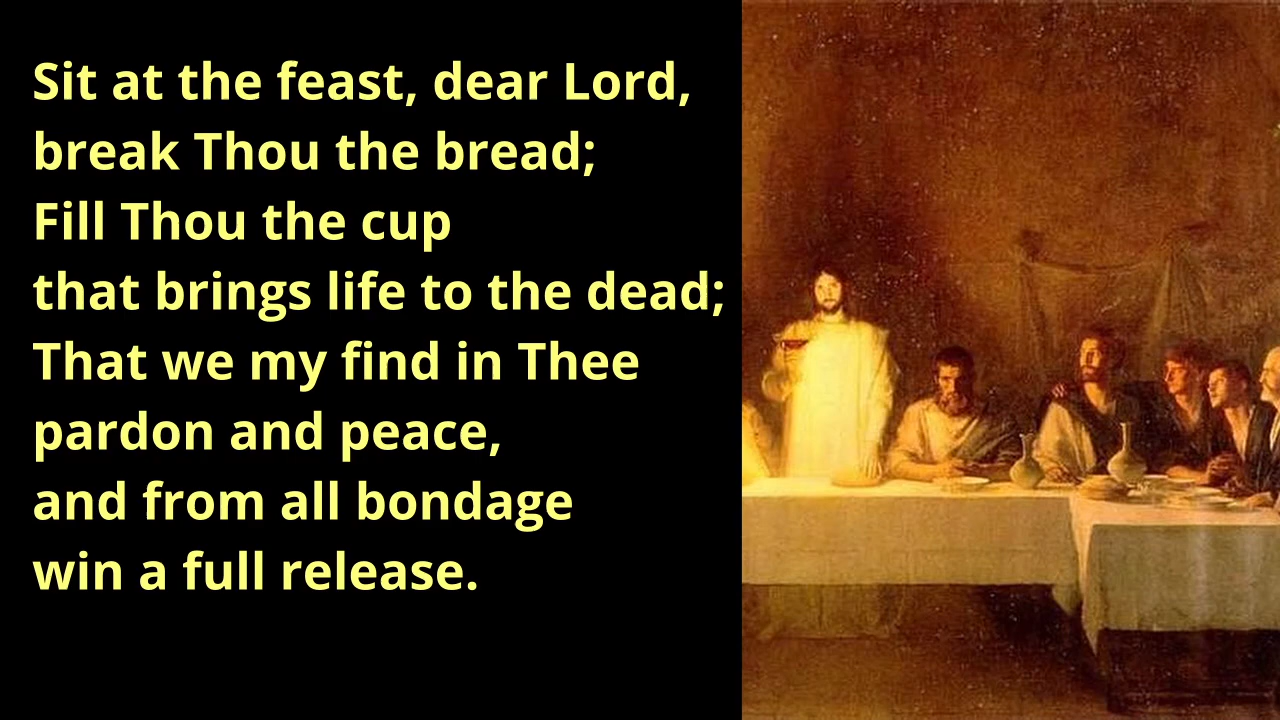 Sit at the feast, dear Lord,
break Thou the bread;
Fill Thou the cup
that brings life to the dead;
That we my find in Thee
pardon and peace,
and from all bondage
win a full release.